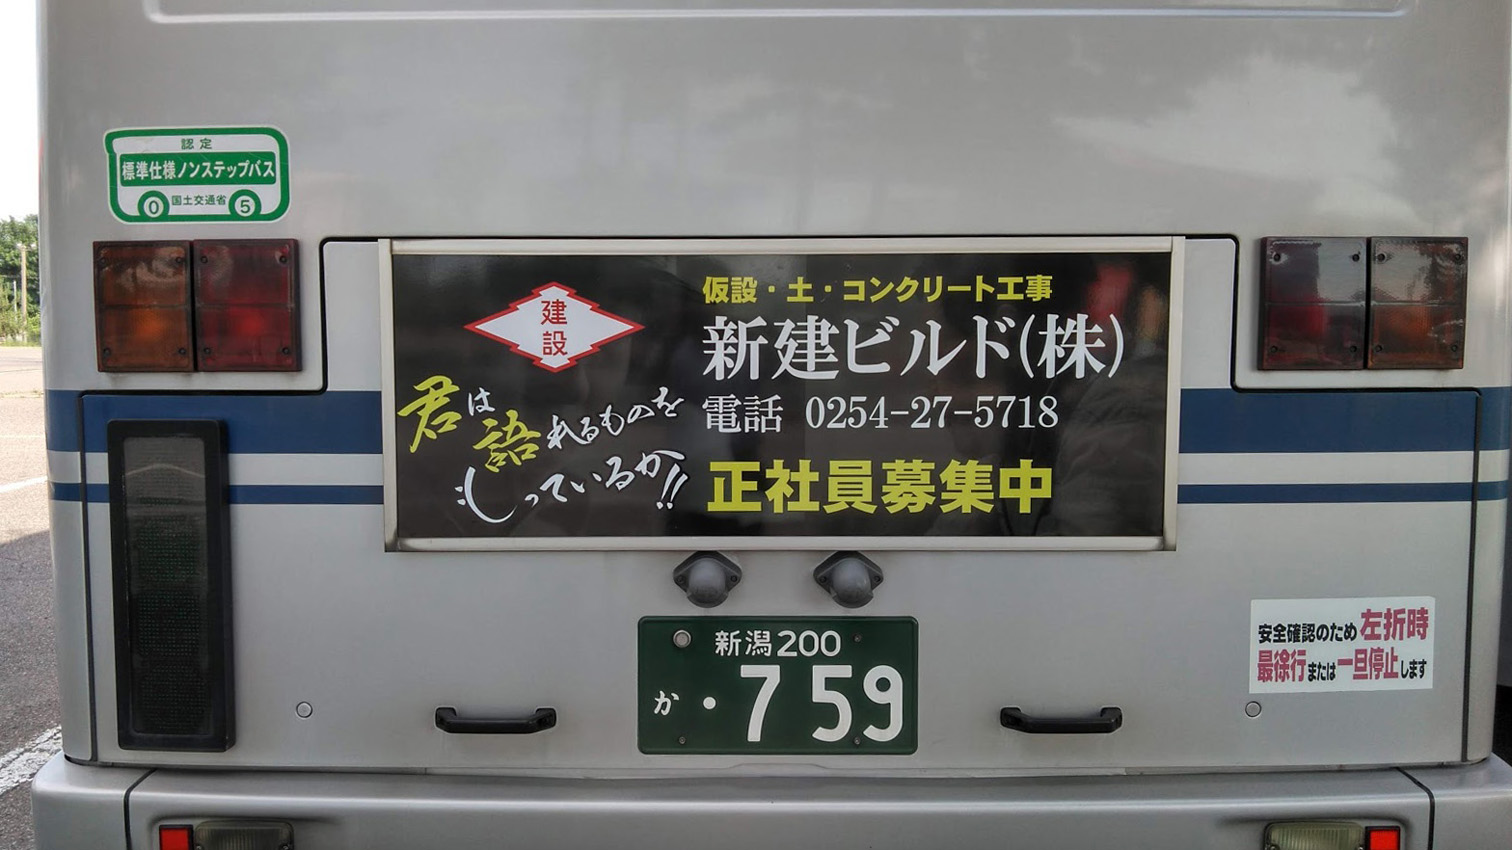 認定
標準仕様ノンステップバス
0 国土交通省 5
建
設
君は
語れるものを
もっているか!!
仮設・土・コンクリート工事
新建ビルド(株)
電話 0254-27-5718
正社員募集中
新潟200
か ・759
安全確認のため左折時
最徐行または一旦停止します